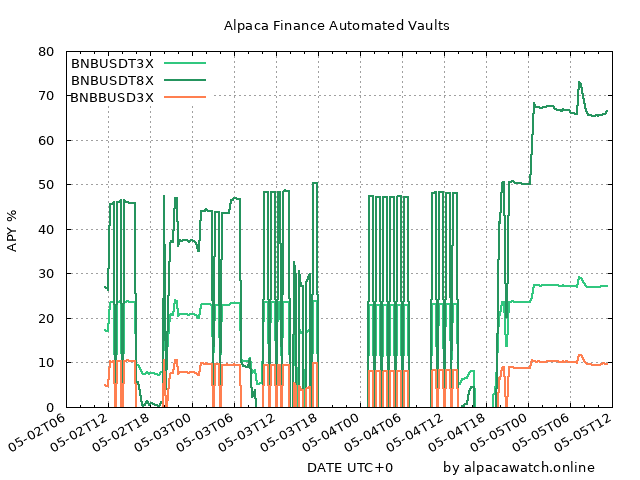 Alpaca Finance Automated Vaults
BNBUSDT3X
BNBUSDT8X
BNBBUSD3X
APY %
80
70
60
50
40
30
20
10
0
05-02T06
05-02T12
05-02T18
05-03T00
05-03T06
05-03T12
05-03T18
05-04T00
05-04T06
05-04T12
05-04T18
05-05T00
05-05T06
05-05T12
DATE UTC+0
by alpacawatch.online